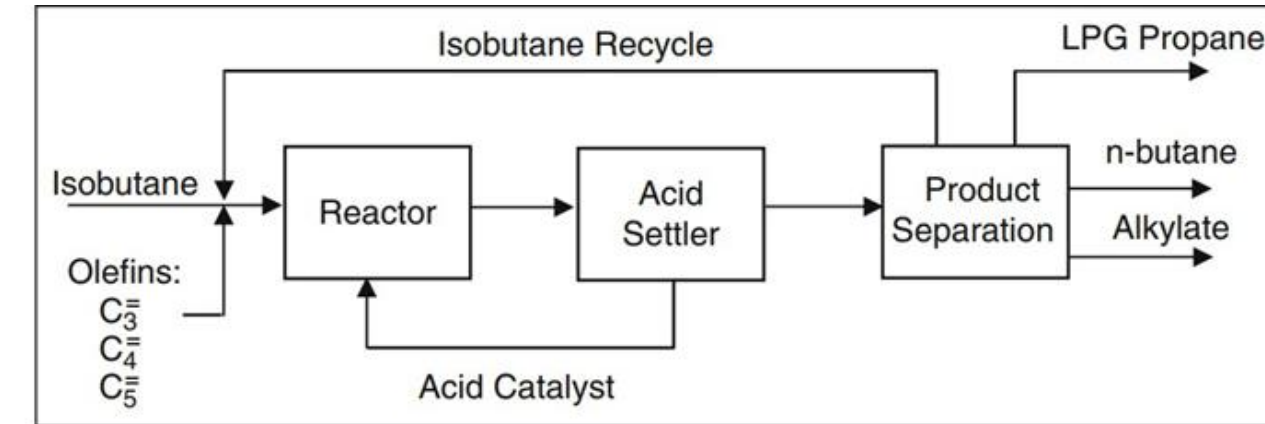 Isobutane Recycle
LPG Propane
Isobutane
Reactor
Acid
Settler
Product
Separation
n-butane
Alkylate
Olefins:
C₃⁼
C₄⁼
C₅⁼
Acid Catalyst